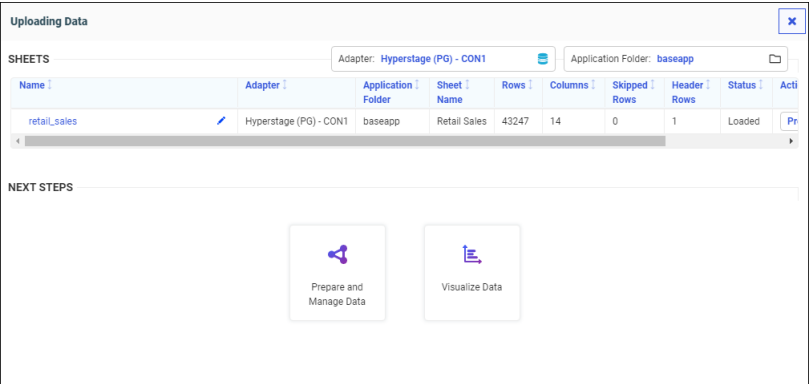 Uploading Data
SHEETS
Adapter: Hyperstage (PG) - CON1
Application Folder: baseapp
Name Adapter Application Folder Sheet Name Rows Columns Skipped Rows Header Rows Status Acti
retail_sales Hyperstage (PG) - CON1 baseapp Retail Sales 43247 14 0 1 Loaded Pr
NEXT STEPS
Prepare and
Manage Data
Visualize Data